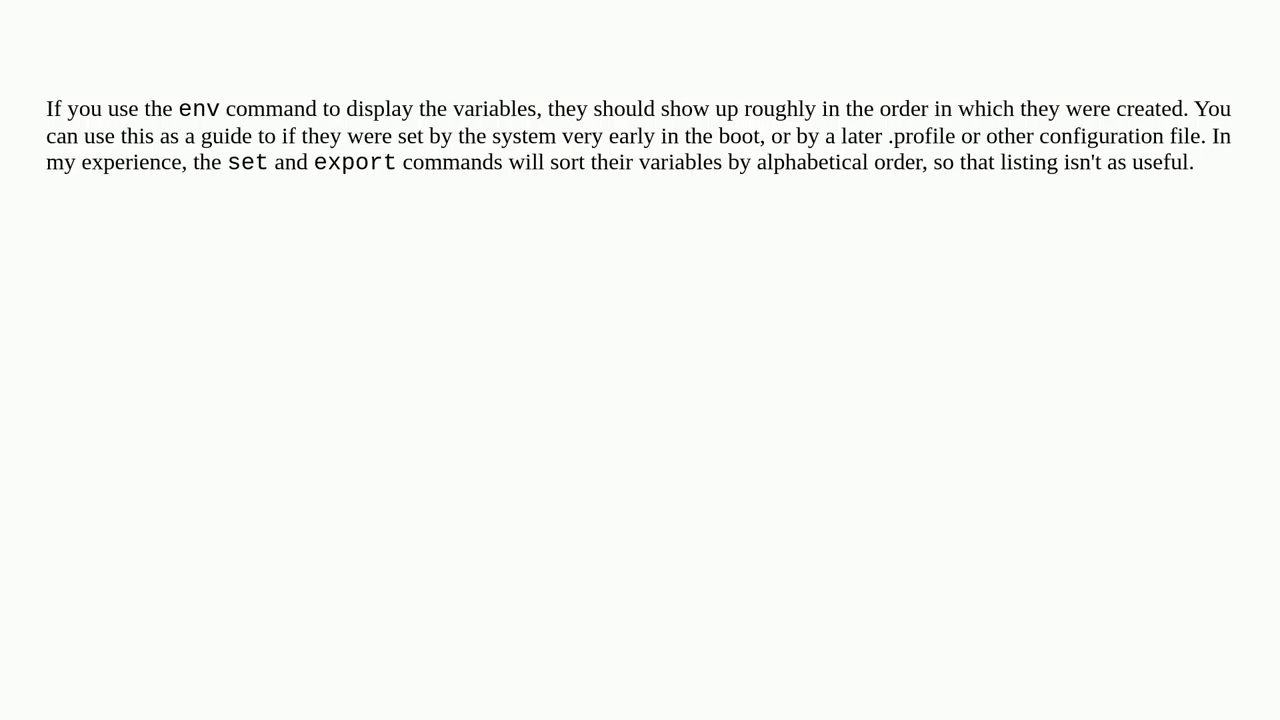 If you use the env command to display the variables, they should show up roughly in the order in which they were created. You
can use this as a guide to if they were set by the system very early in the boot, or by a later .profile or other configuration file. In
my experience, the set and export commands will sort their variables by alphabetical order, so that listing isn't as useful.